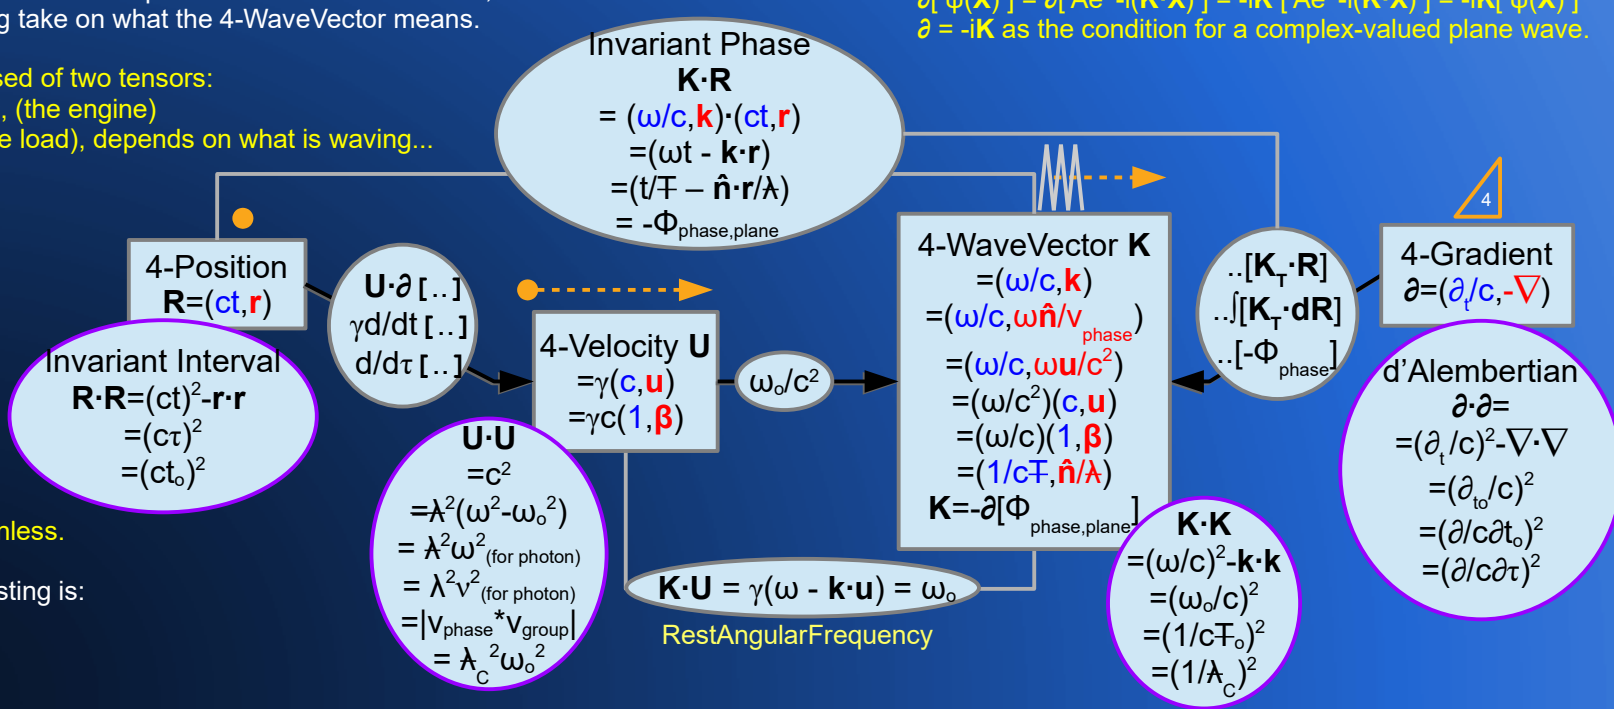 ∂[ ψ(X) ] = ∂[ Ae^-i(K·X) ] = -iK [ Ae^-i(K·X) ] = -iK[ ψ(X) ]
g take on what the 4-WaveVector means.
∂ = -iK as the condition for a complex-valued plane wave.
sed of two tensors:
, (the engine)
e load), depends on what is waving...
Invariant Phase
K·R
= (ω/c,k)·(ct,r)
=(ωt - k·r)
=(t/Ŧ – n̂·r/ƛ)
= -Φphase,plane
4-Position
R=(ct,r)
Invariant Interval
R·R=(ct)²-r·r
=(cτ)²
=(ctₒ)²
U·∂ [..]
γd/dt [..]
d/dτ [..]
4-Velocity U
=γ(c,u)
=γc(1,β)
U·U
=c²
=ƛ²(ω²-ωₒ²)
= ƛ²ω²(for photon)
= λ²ν²(for photon)
=|vphase*vgroup|
= ƛC²ωₒ²
ωₒ/c²
4-WaveVector K
=(ω/c,k)
=(ω/c,ωn̂/vphase)
=(ω/c,ωu/c²)
=(ω/c²)(c,u)
=(ω/c)(1,β)
=(1/cŦ,n̂/ƛ)
K=-∂[Φphase,plane]
K·U = γ(ω - k·u) = ωₒ
RestAngularFrequency
K·K
=(ω/c)²-k·k
=(ωₒ/c)²
=(1/cŦₒ)²
=(1/ƛC)²
..[KT·R]
..∫[KT·dR]
..[-Φphase]
4
4-Gradient
∂=(∂t/c,-∇)
d'Alembertian
∂·∂=
=(∂t/c)²-∇·∇
=(∂to/c)²
=(∂/c∂tₒ)²
=(∂/c∂τ)²
nless.
sting is: